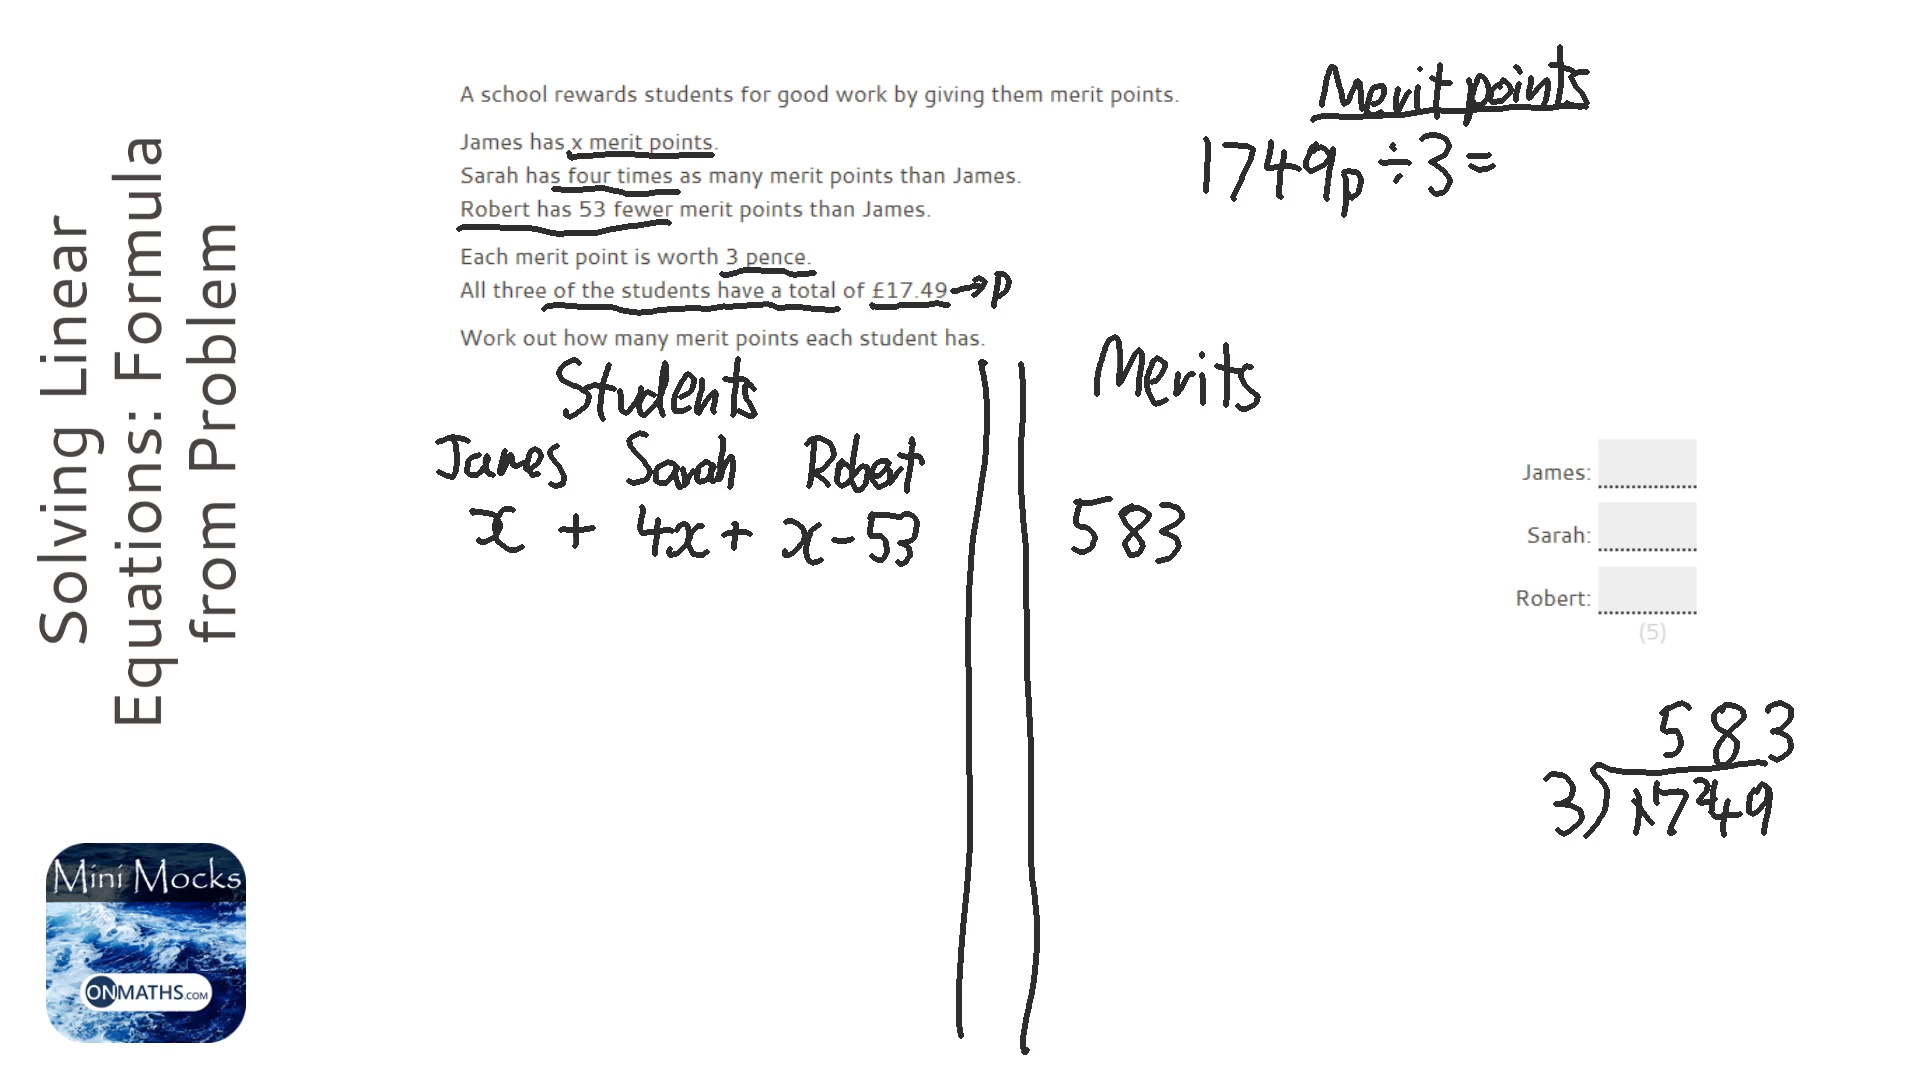 Solving Linear
Equations: Formula
from Problem
A school rewards students for good work by giving them merit points.
James has x merit points.
Sarah has four times as many merit points than James.
Robert has 53 fewer merit points than James.
Each merit point is worth 3 pence.
All three of the students have a total of £17.49 → p
Work out how many merit points each student has.
Merit points
1749p ÷ 3 =
Students
Merits
James Sarah Robert
x + 4x + x - 53
583
James:
Sarah:
Robert:
(5)
583
3)1¹7²49
Mini Mocks
ONMATHS.COM